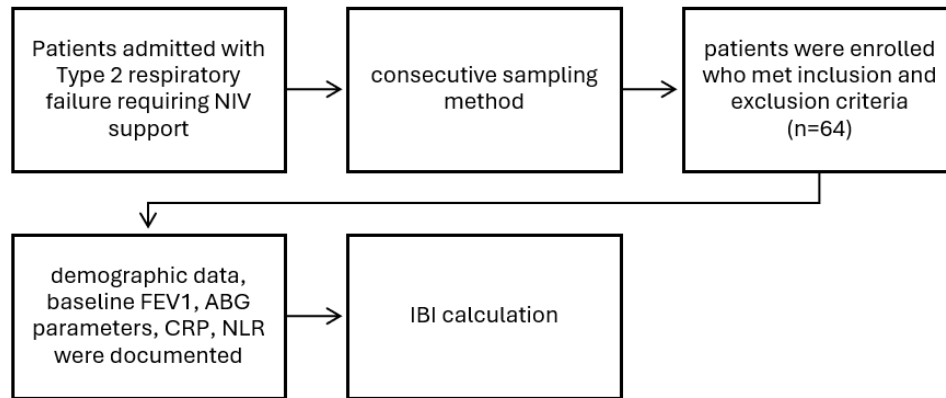 Patients admitted with
Type 2 respiratory
failure requiring NIV
support
consecutive sampling
method
patients were enrolled
who met inclusion and
exclusion criteria
(n=64)
demographic data,
baseline FEV1, ABG
parameters, CRP, NLR
were documented
IBI calculation